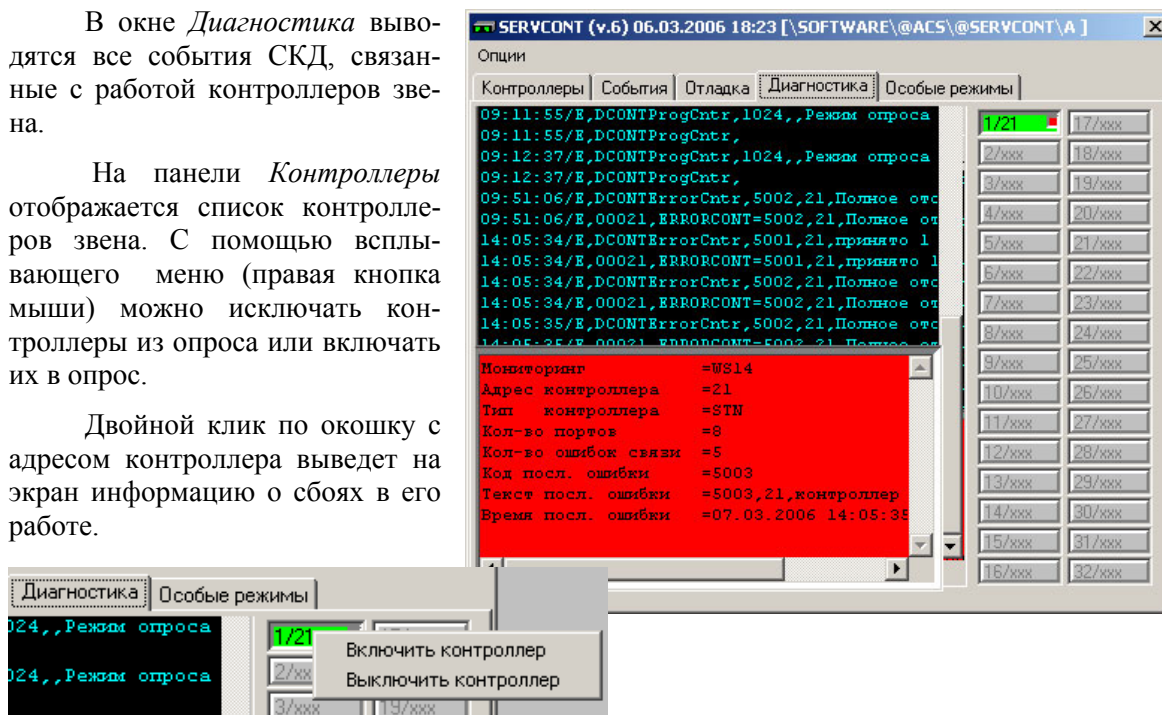 В окне Диагностика выво-
дятся все события СКД, связан-
ные с работой контроллеров зве-
на.
На панели Контроллеры
отображается список контролле-
ров звена. С помощью всплы-
вающего меню (правая кнопка
мыши) можно исключать кон-
троллеры из опроса или включать
их в опрос.
Двойной клик по окошку с
адресом контроллера выведет на
экран информацию о сбоях в его
работе.
SERVCONT (v.6) 06.03.2006 18:23 [\SOFTWARE\@ACS\@SERVCONT\A ]
Опции
Контроллеры События Отладка Диагностика Особые режимы
09:11:55/E,DCONTProgCntr,1024,,Режим опроса
09:11:55/E,DCONTProgCntr,
09:12:37/E,DCONTProgCntr,1024,,Режим опроса
09:12:37/E,DCONTProgCntr,
09:51:06/E,DCONTErrorCntr,5002,21,Полное отс
09:51:06/E,00021,ERRORCONT=5002,21,Полное от
14:05:34/E,DCONTErrorCntr,5001,21,принято 1
14:05:34/E,00021,ERRORCONT=5001,21,принято 1
14:05:34/E,DCONTErrorCntr,5002,21,Полное отс
14:05:34/E,00021,ERRORCONT=5002,21,Полное от
14:05:35/E,DCONTErrorCntr,5002,21,Полное отс
14:05:35/E,00021,ERRORCONT=5002,21,Полное от
Мониторинг =WS14
Адрес контроллера =21
Тип контроллера =STN
Кол-во портов =8
Кол-во ошибок связи =5
Код посл. ошибки =5003
Текст посл. ошибки =5003,21,контроллер
Время посл. ошибки =07.03.2006 14:05:35
1/21 17/xxx
2/xxx 18/xxx
3/xxx 19/xxx
4/xxx 20/xxx
5/xxx 21/xxx
6/xxx 22/xxx
7/xxx 23/xxx
8/xxx 24/xxx
9/xxx 25/xxx
10/xxx 26/xxx
11/xxx 27/xxx
12/xxx 28/xxx
13/xxx 29/xxx
14/xxx 30/xxx
15/xxx 31/xxx
16/xxx 32/xxx
Диагностика Особые режимы
024,,Режим опроса
024,,Режим опроса
1/21
2/xx
3/xxx 19/xxx
Включить контроллер
Выключить контроллер